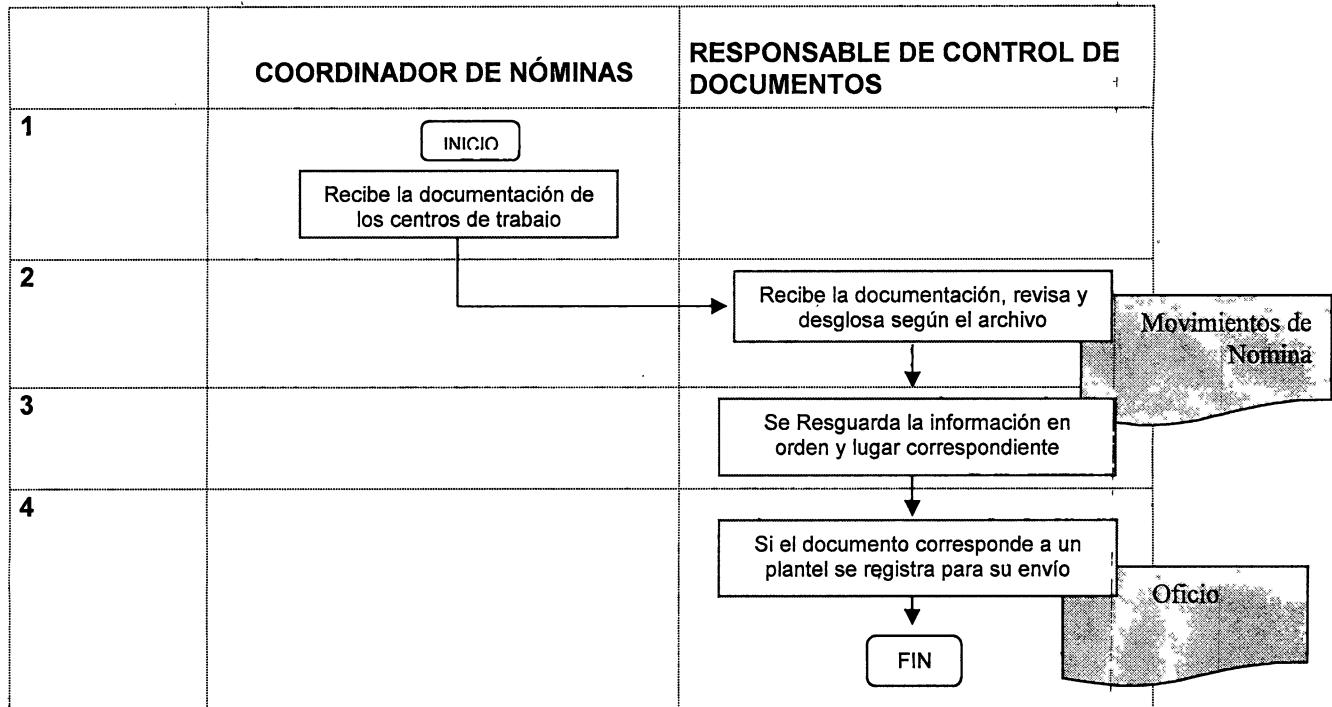 COORDINADOR DE NÓMINAS
RESPONSABLE DE CONTROL DE
DOCUMENTOS
1
INICIO
Recibe la documentación de
los centros de trabajo
2
Recibe la documentación, revisa y
desglosa según el archivo
Movimientos de
Nomina
3
Se Resguarda la información en
orden y lugar correspondiente
4
Si el documento corresponde a un
plantel se registra para su envío
Oficio
FIN